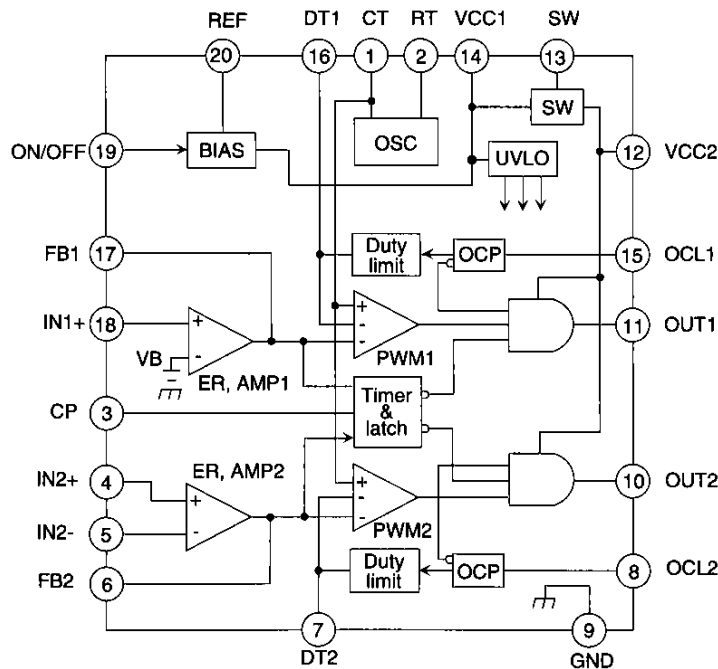 REF DT1 CT RT VCC1 SW
20 16 1 2 14 13
SW
ON/OFF 19 BIAS OSC UVLO 12 VCC2
FB1 17 Duty limit OCP 15 OCL1
IN1+ 18 + - + - - 11 OUT1
VB PWM1
ER, AMP1
CP 3 Timer & latch
IN2+ 4 ER, AMP2 + + - - 10 OUT2
IN2- 5 - PWM2
FB2 6 Duty limit OCP 8 OCL2
7 9
DT2 GND